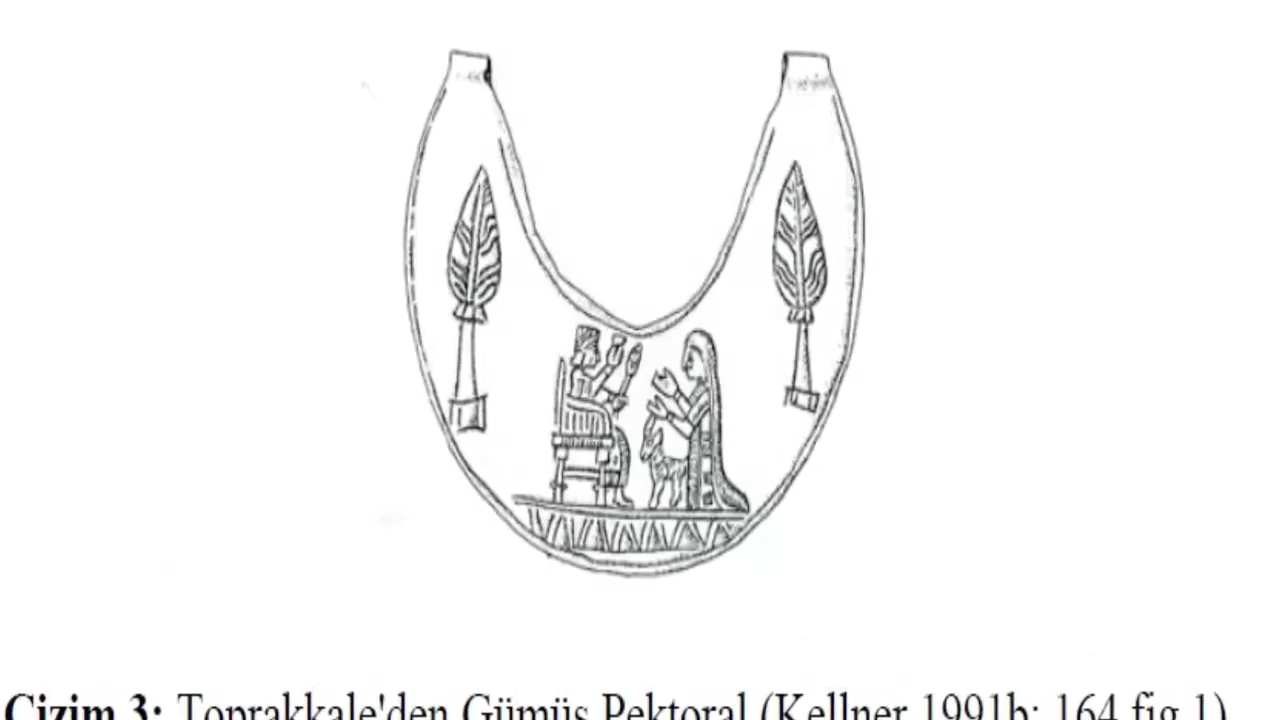 Çizim 3: Toprakkale'den Gümüş Pektoral (Kellner 1991b: 164 fig.1)